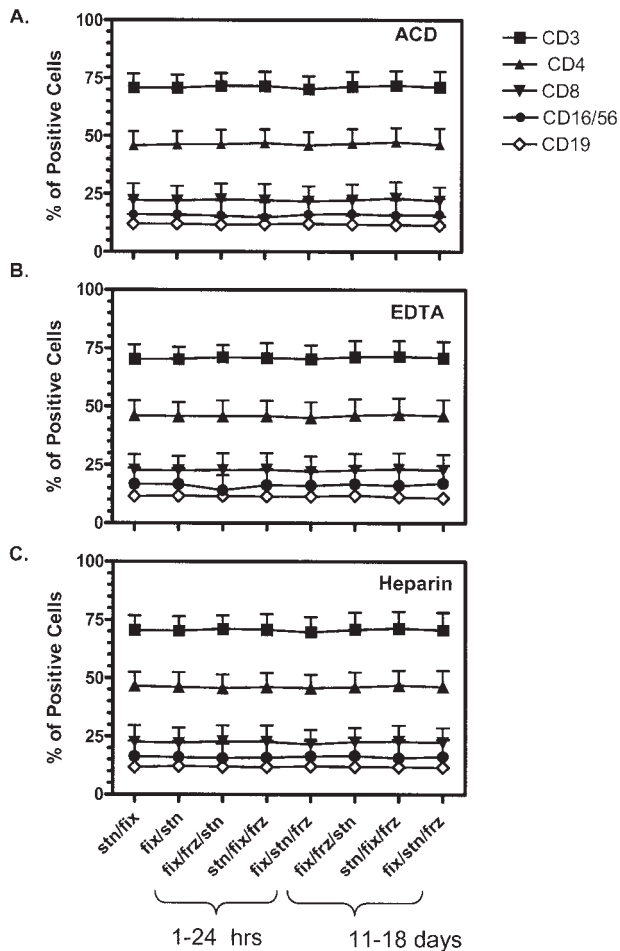 A.
ACD
100
75
50
25
0
% of Positive Cells
CD3
CD4
CD8
CD16/56
CD19
B.
EDTA
100
75
50
25
0
% of Positive Cells
C.
Heparin
100
75
50
25
0
% of Positive Cells
stn/fix
fix/stn
fix/frz/stn
stn/fix/frz
fix/stn/frz
fix/frz/stn
stn/fix/frz
fix/stn/frz
1-24 hrs
11-18 days